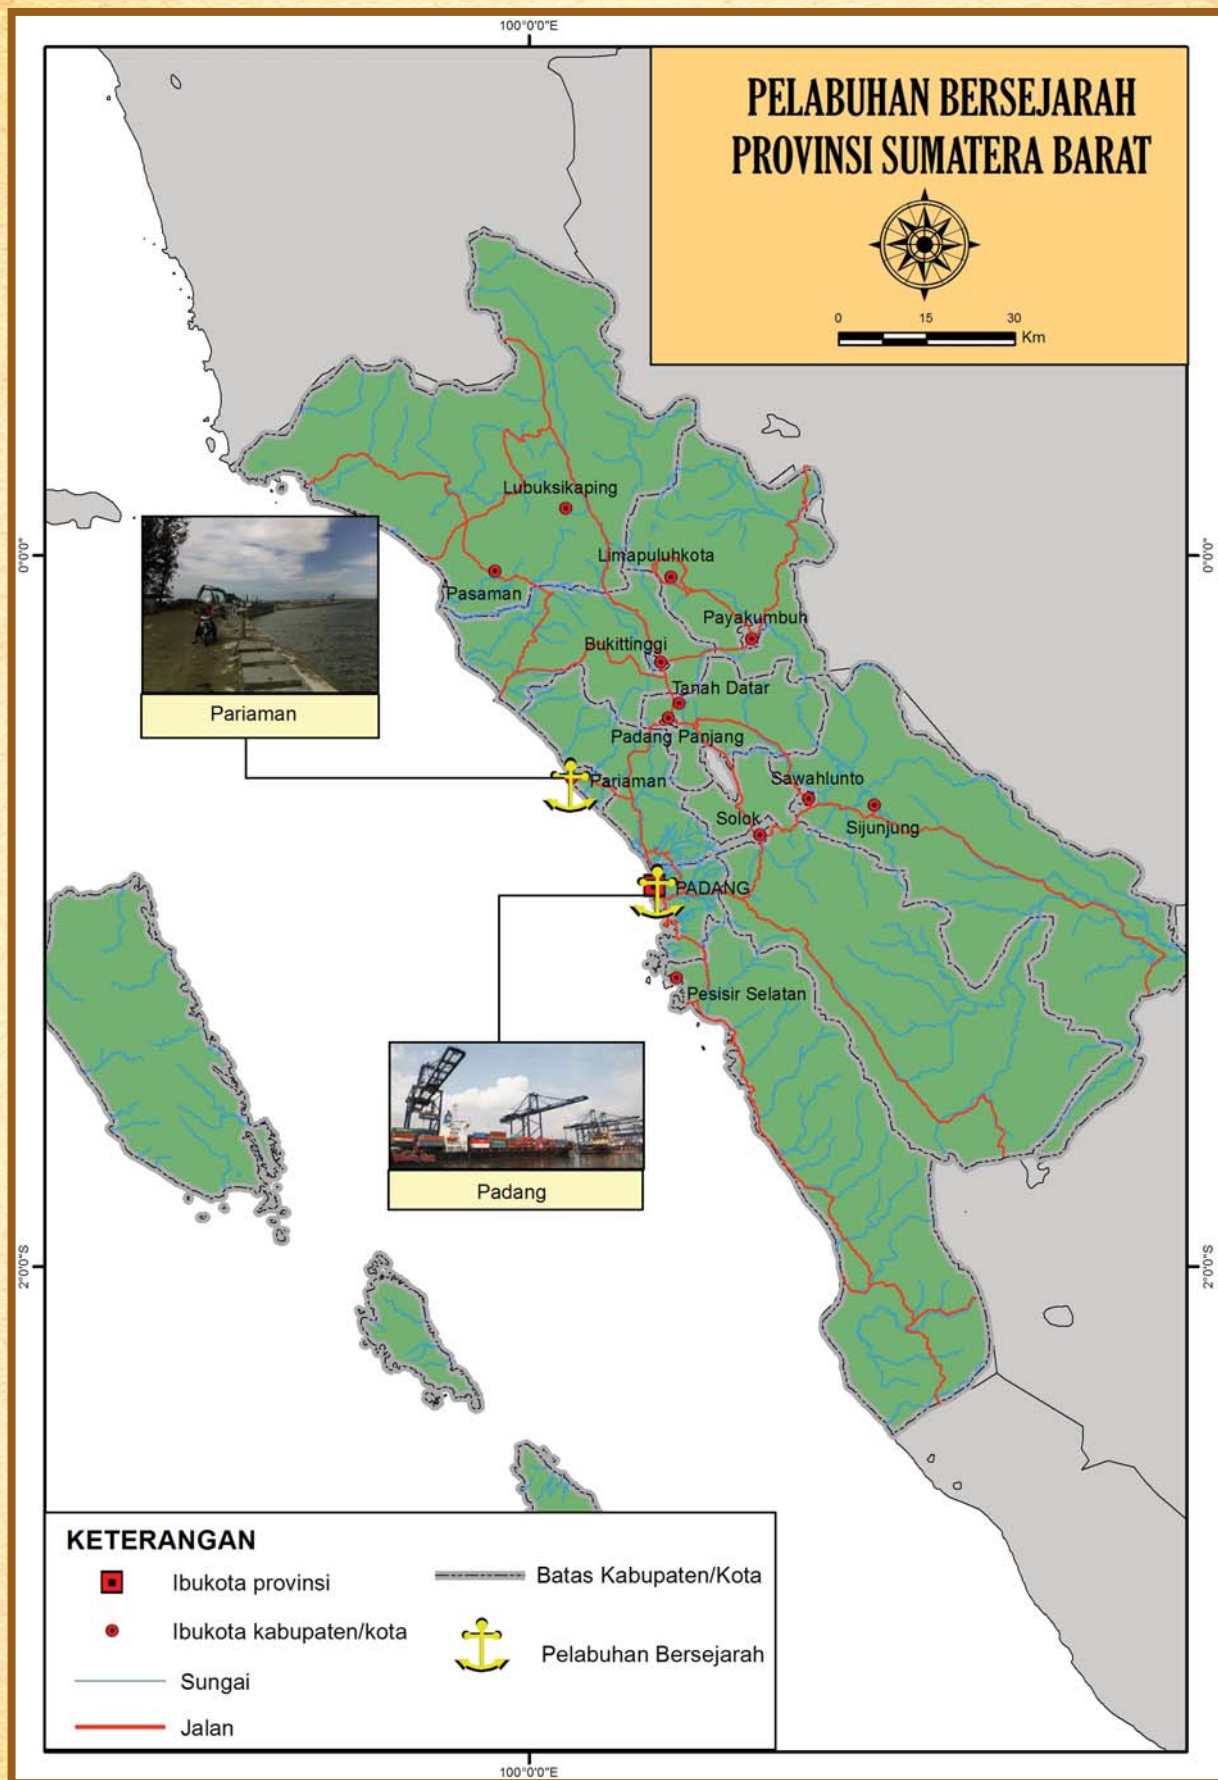 100°0'0"E
PELABUHAN BERSEJARAH
PROVINSI SUMATERA BARAT
0 15 30
Km
Lubuksikaping
0°0'0" 0°0'0"
Limapuluhkota
Pasaman
Payakumbuh
Bukittinggi
Tanah Datar
Pariaman
Padang Panjang
Pariaman
Sawahlunto
Solok
Sijunjung
PADANG
Pesisir Selatan
Padang
2°0'0"S 2°0'0"S
KETERANGAN
Ibukota provinsi
Ibukota kabupaten/kota
Sungai
Jalan
Batas Kabupaten/Kota
Pelabuhan Bersejarah
100°0'0"E